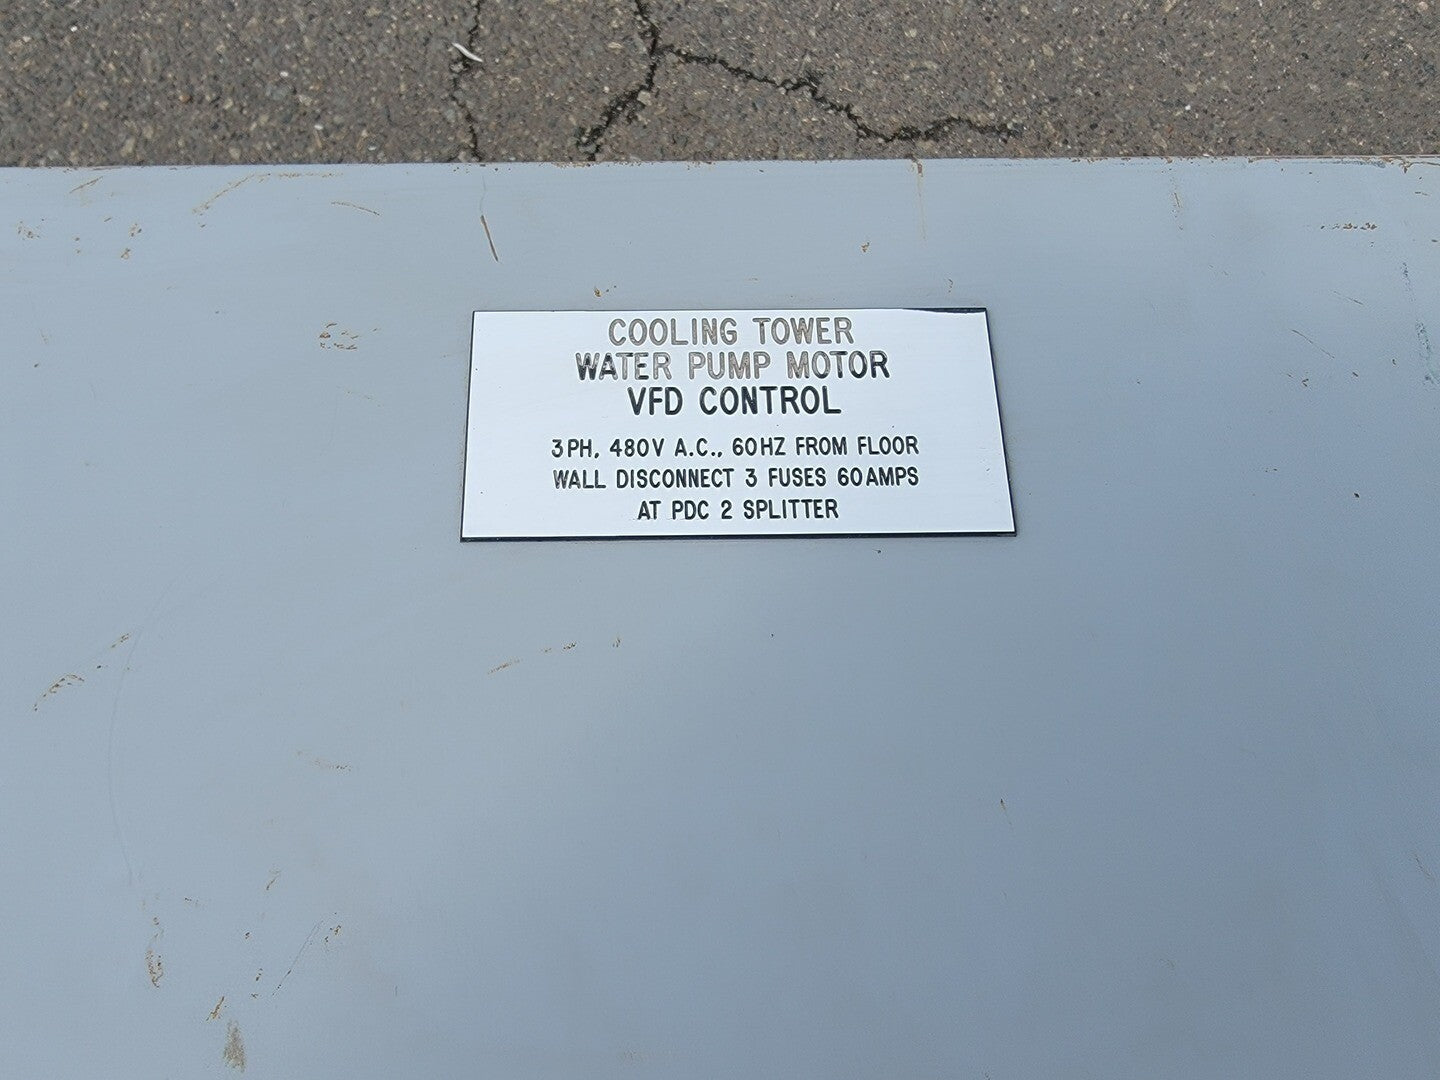 COOLING TOWER
WATER PUMP MOTOR
VFD CONTROL
3PH, 480V A.C., 60HZ FROM FLOOR
WALL DISCONNECT 3 FUSES 60AMPS
AT PDC 2 SPLITTER